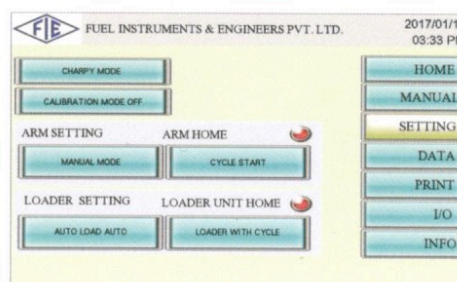 FIE FUEL INSTRUMENTS & ENGINEERS PVT. LTD.
2017/01/1
03:33 P
CHARPY MODE
CALIBRATION MODE OFF
ARM SETTING ARM HOME
MANUAL MODE CYCLE START
LOADER SETTING LOADER UNIT HOME
AUTO LOAD AUTO LOADER WITH CYCLE
HOME
MANUAL
SETTING
DATA
PRINT
I/O
INFO